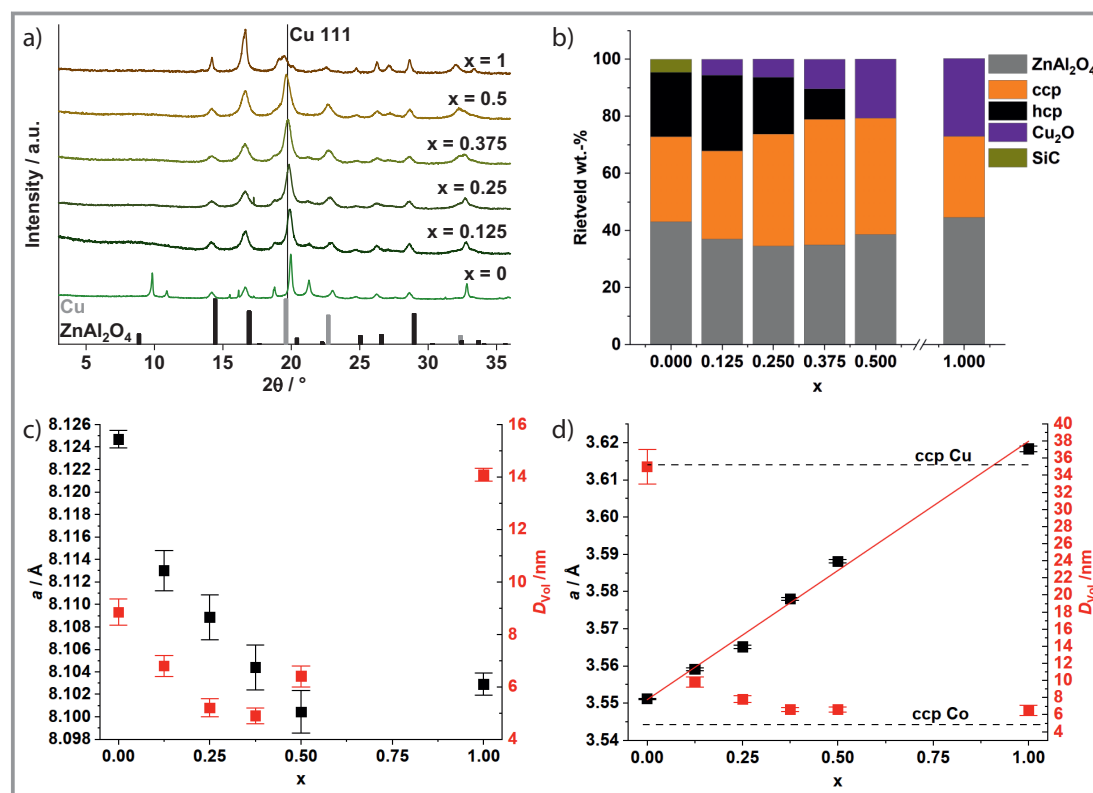 a)
Cu 111
x = 1
x = 0.5
x = 0.375
x = 0.25
x = 0.125
x = 0
Cu
ZnAl₂O₄
Intensity / a.u.
5 10 15 20 25 30 35
2θ / °
b)
Rietveld wt.-%
100
80
60
40
20
0
0.000 0.125 0.250 0.375 0.500 1.000
x
ZnAl₂O₄
ccp
hcp
Cu₂O
SiC
c)
a / Å
8.126
8.124
8.122
8.120
8.118
8.116
8.114
8.112
8.110
8.108
8.106
8.104
8.102
8.100
8.098
0.00 0.25 0.50 0.75 1.00
x
16
14
12
10
8
6
4
D_Vol /nm
d)
a / Å
3.62
3.61
3.60
3.59
3.58
3.57
3.56
3.55
3.54
ccp Cu
ccp Co
0.00 0.25 0.50 0.75 1.00
x
40
38
36
34
32
30
28
26
24
22
20
18
16
14
12
10
8
6
4
D_Vol /nm